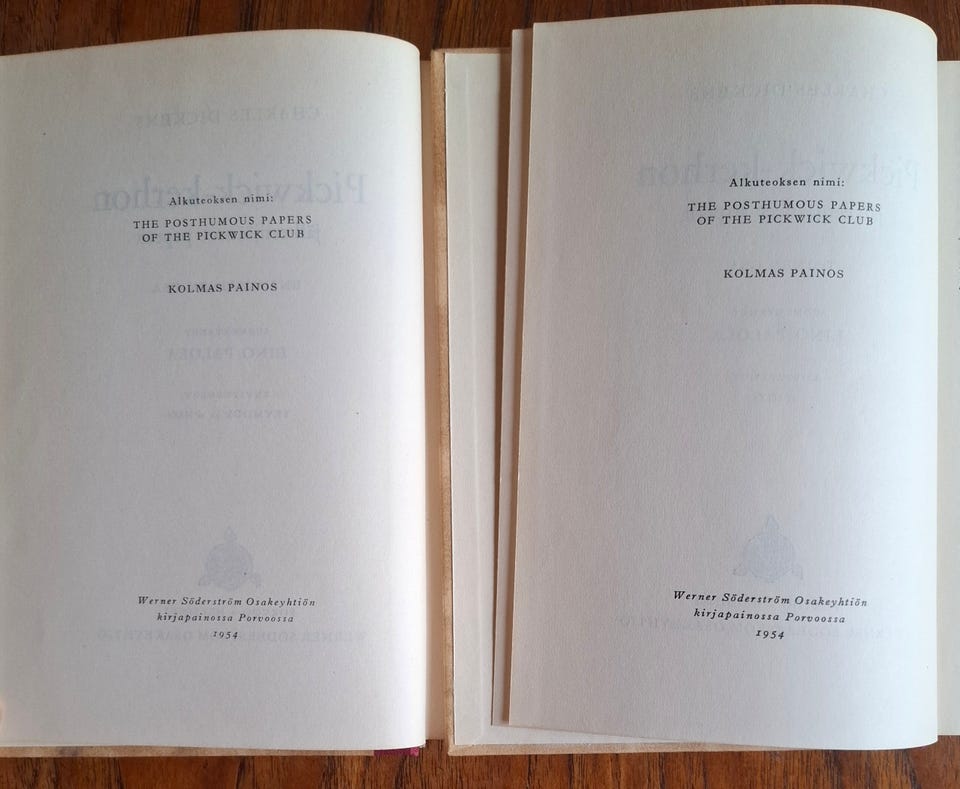 Alkuteoksen nimi:
THE POSTHUMOUS PAPERS
OF THE PICKWICK CLUB
KOLMAS PAINOS
Werner Söderström Osakeyhtiön
kirjapainossa Porvoossa
1954
Alkuteoksen nimi:
THE POSTHUMOUS PAPERS
OF THE PICKWICK CLUB
KOLMAS PAINOS
Werner Söderström Osakeyhtiön
kirjapainossa Porvoossa
1954